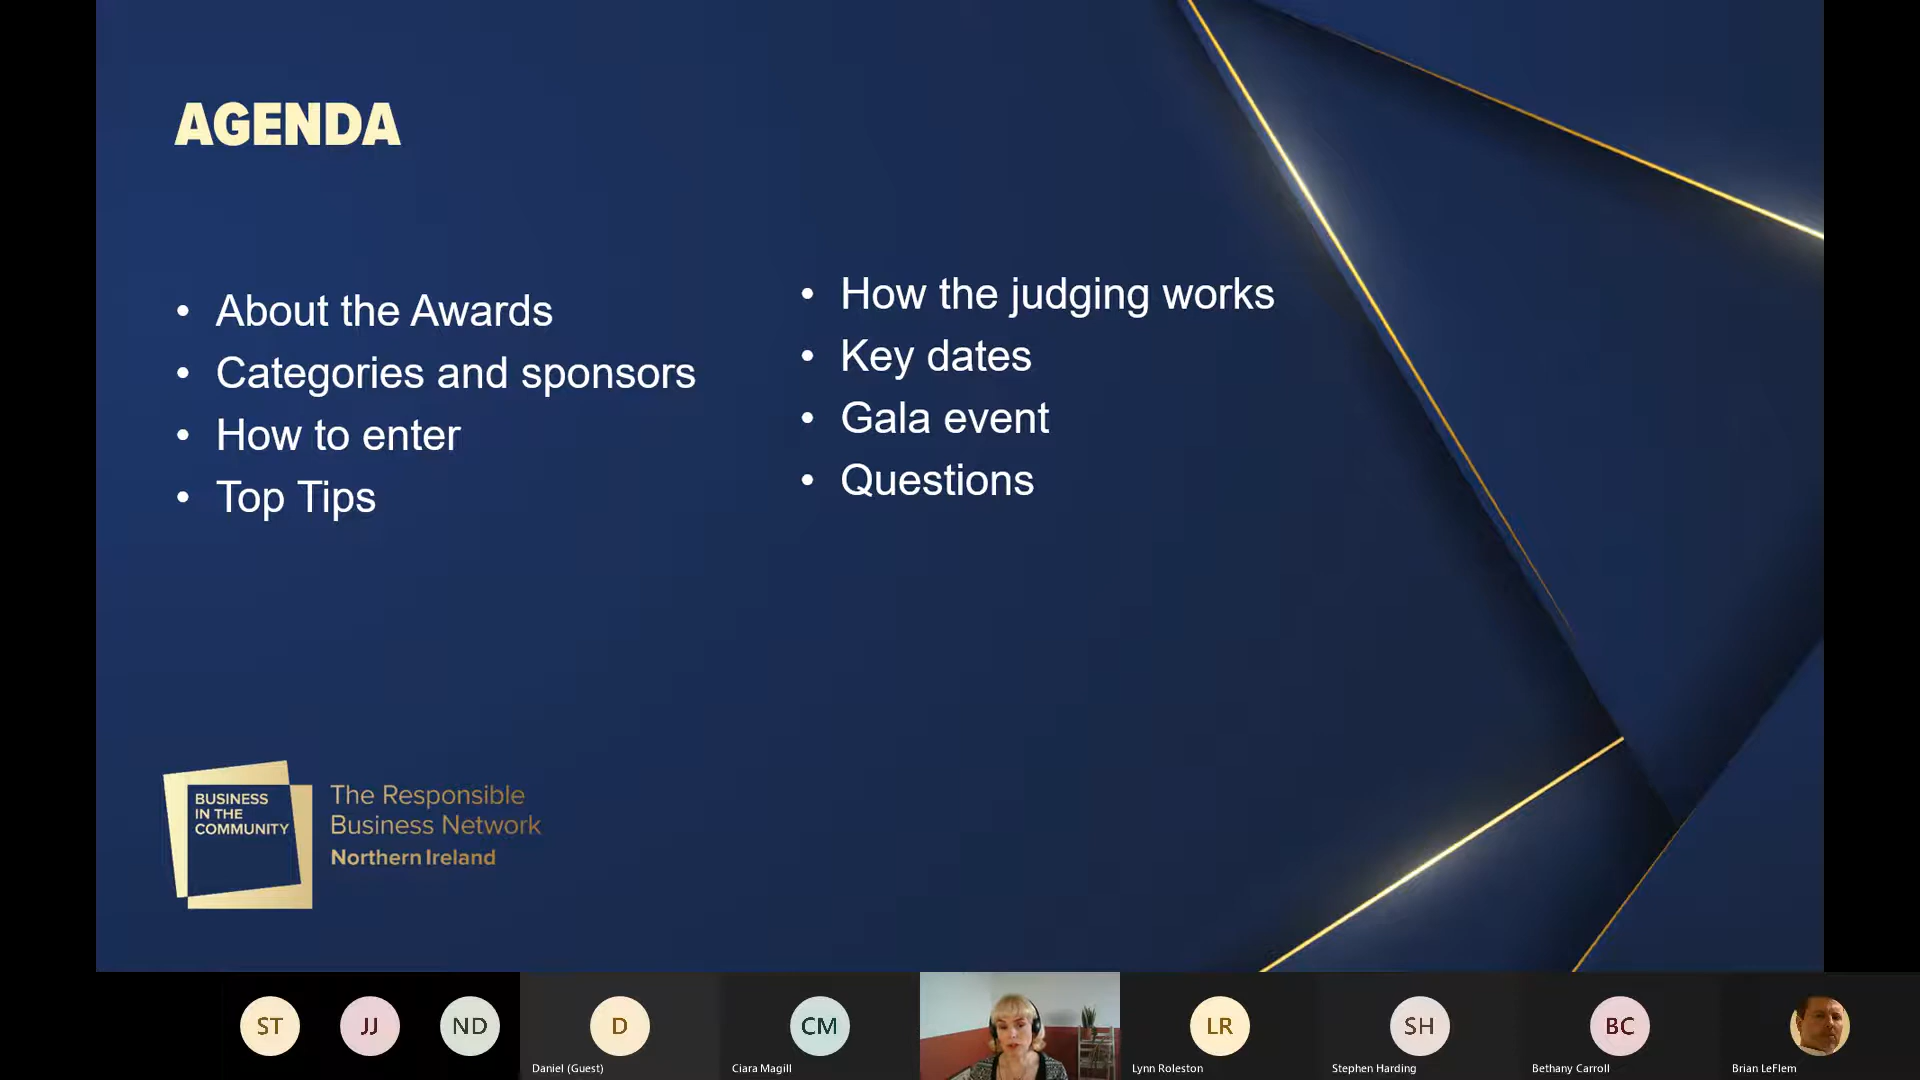 AGENDA
• About the Awards
• Categories and sponsors
• How to enter
• Top Tips
• How the judging works
• Key dates
• Gala event
• Questions
BUSINESS
IN THE
COMMUNITY
The Responsible
Business Network
Northern Ireland
ST
JJ
ND
D
Daniel (Guest)
CM
Ciara Magill
LR
Lynn Roleston
SH
Stephen Harding
BC
Bethany Carroll
Brian LeFlem